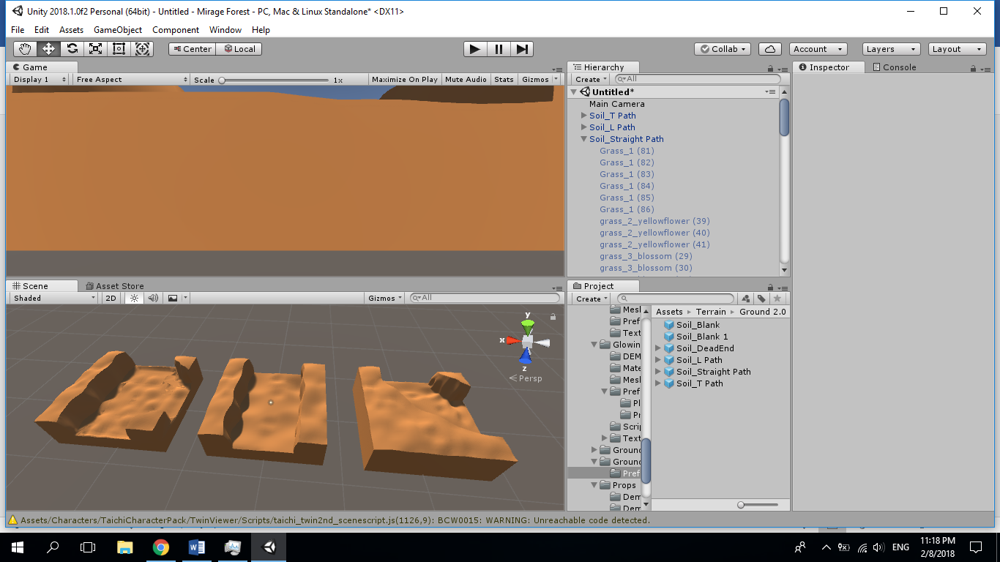 Unity 2018.1.0f2 Personal (64bit) - Untitled - Mirage Forest - PC, Mac & Linux Standalone* <DX11>
File Edit Assets GameObject Component Window Help
Center Local Collab Account Layers Layout
Game
Display 1 Free Aspect Scale 1x Maximize On Play Mute Audio Stats Gizmos
Hierarchy
Create All
Untitled*
Main Camera
Soil_T Path
Soil_L Path
Soil_Straight Path
Grass_1 (81)
Grass_1 (82)
Grass_1 (83)
Grass_1 (84)
Grass_1 (85)
Grass_1 (86)
grass_2_yellowflower (39)
grass_2_yellowflower (40)
grass_2_yellowflower (41)
grass_3_blossom (29)
grass_3_blossom (30)
Inspector Console
Scene Asset Store
Shaded 2D Gizmos All
y
x
z
Persp
Project
Create
Mesl
Pref
Text
Glowin
DEM
Mate
Mesl
Pref
Pl
Pr
Scrip
Text
Ground
Ground
Pref
Props
Dem
Dem
Assets Terrain Ground 2.0
Soil_Blank
Soil_Blank 1
Soil_DeadEnd
Soil_L Path
Soil_Straight Path
Soil_T Path
Assets/Characters/TaichiCharacterPack/TwinViewer/Scripts/taichi_twin2nd_scenescript.js(1126,9): BCW0015: WARNING: Unreachable code detected.
ENG
11:18 PM
2/8/2018